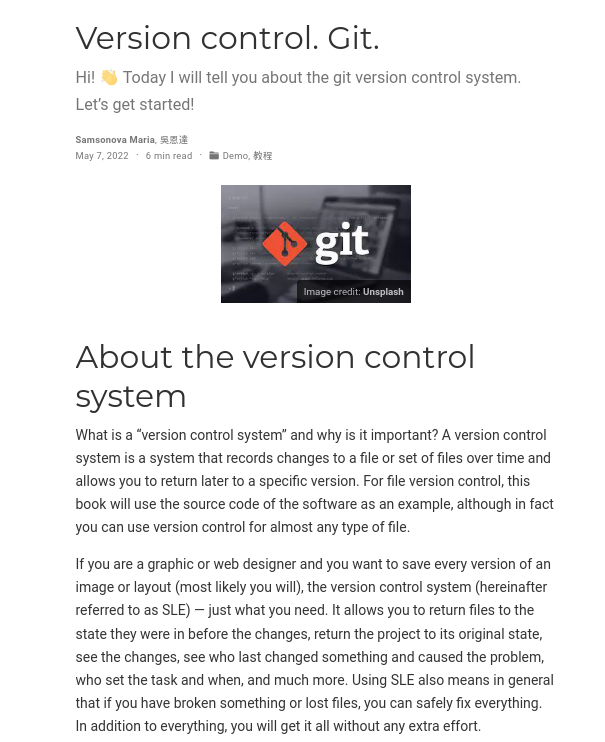 Version control. Git.
Hi! 👋 Today I will tell you about the git version control system.
Let’s get started!
Samsonova Maria, 吳恩達
May 7, 2022 · 6 min read · Demo, 教程
git
Image credit: Unsplash
About the version control
system
What is a “version control system” and why is it important? A version control
system is a system that records changes to a file or set of files over time and
allows you to return later to a specific version. For file version control, this
book will use the source code of the software as an example, although in fact
you can use version control for almost any type of file.
If you are a graphic or web designer and you want to save every version of an
image or layout (most likely you will), the version control system (hereinafter
referred to as SLE) — just what you need. It allows you to return files to the
state they were in before the changes, return the project to its original state,
see the changes, see who last changed something and caused the problem,
who set the task and when, and much more. Using SLE also means in general
that if you have broken something or lost files, you can safely fix everything.
In addition to everything, you will get it all without any extra effort.